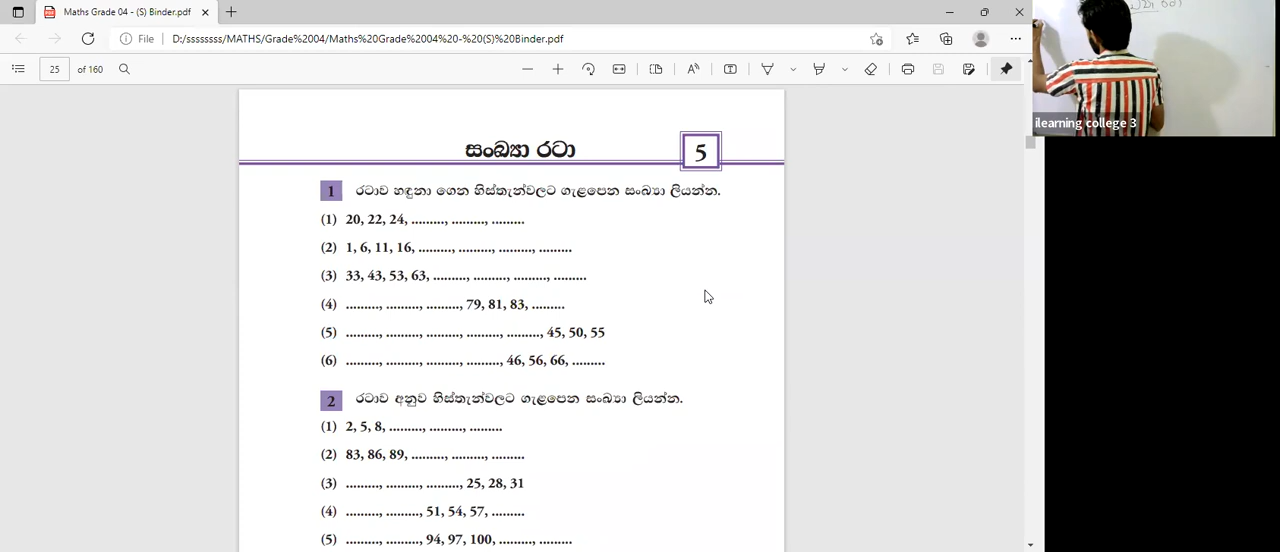 Maths Grade 04 - (S) Binder.pdf
File D:/ssssssss/MATHS/Grade%2004/Maths%20Grade%2004%20-%20(S)%20Binder.pdf
25 of 160
ilearning college 3
සංඛ්‍යා රටා 5
1 රටාව හඳුනා ගෙන හිස්තැන්වලට ගැළපෙන සංඛ්‍යා ලියන්න.
(1) 20, 22, 24, ........., ........., .........
(2) 1, 6, 11, 16, ........., ........., ........., .........
(3) 33, 43, 53, 63, ........., ........., ........., .........
(4) ........., ........., ........., 79, 81, 83, .........
(5) ........., ........., ........., ........., ........., 45, 50, 55
(6) ........., ........., ........., ........., 46, 56, 66, .........
2 රටාව අනුව හිස්තැන්වලට ගැළපෙන සංඛ්‍යා ලියන්න.
(1) 2, 5, 8, ........., ........., .........
(2) 83, 86, 89, ........., ........., .........
(3) ........., ........., ........., 25, 28, 31
(4) ........., ........., 51, 54, 57, .........
(5) ........., ........., 94, 97, 100, ........., .........